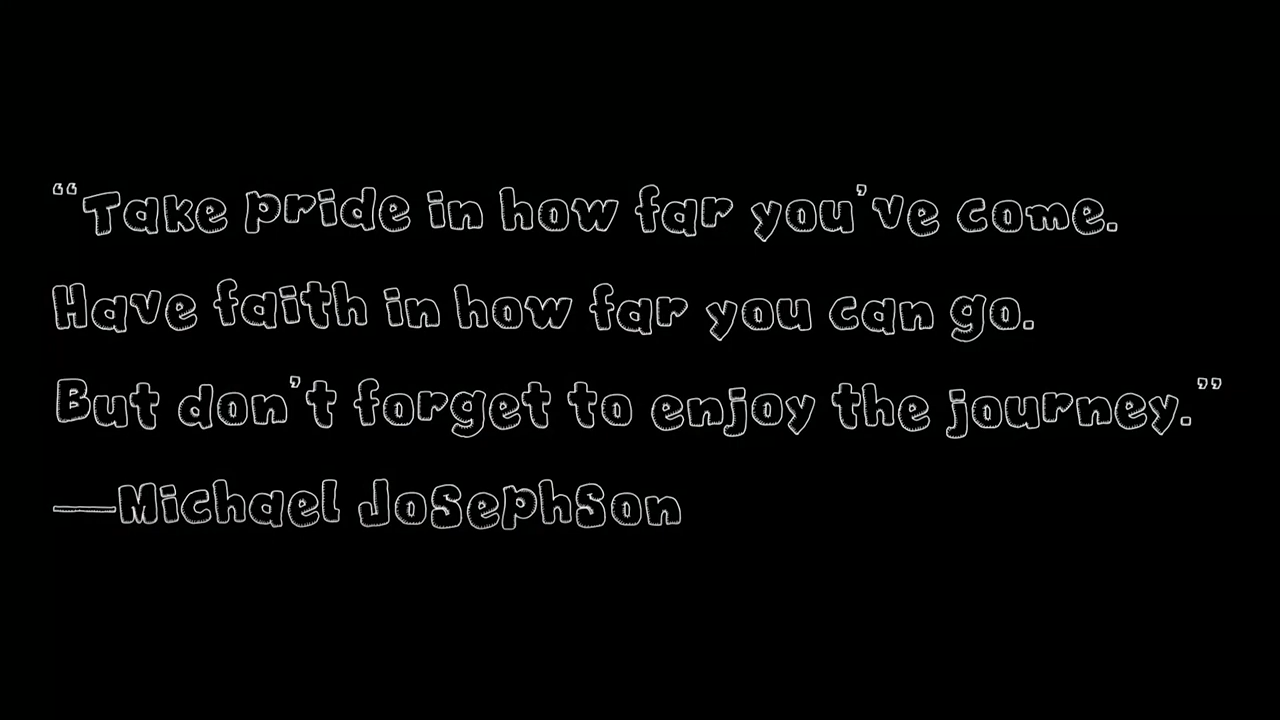 “Take pride in how far you’ve come.
Have faith in how far you can go.
But don’t forget to enjoy the journey.”
—Michael Josephson